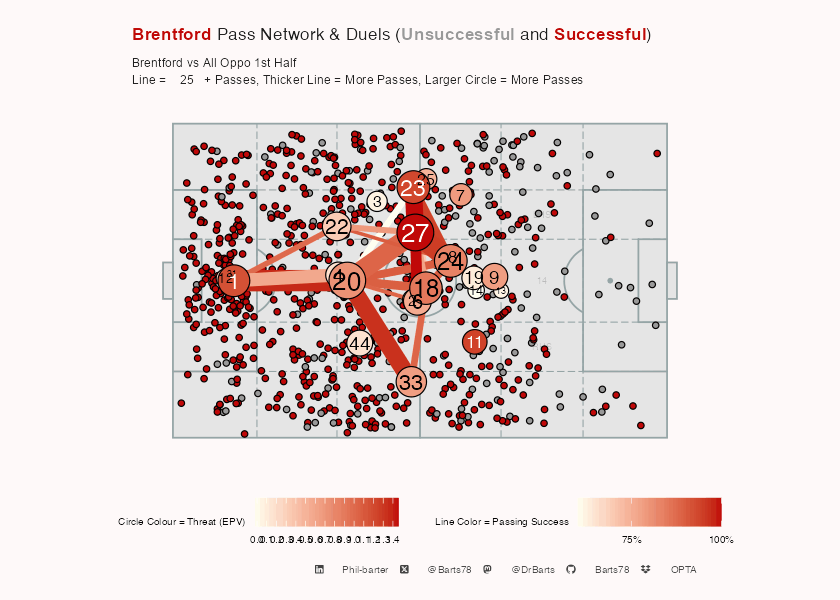 Brentford Pass Network & Duels (Unsuccessful and Successful)
Brentford vs All Oppo 1st Half
Line = 25 + Passes, Thicker Line = More Passes, Larger Circle = More Passes
23
7
3
22
27
24
1
20
18
19
9
14
6
44
11
33
Circle Colour = Threat (EPV)
Line Color = Passing Success
75%
100%
Phil-barter
@Barts78
@DrBarts
Barts78
OPTA